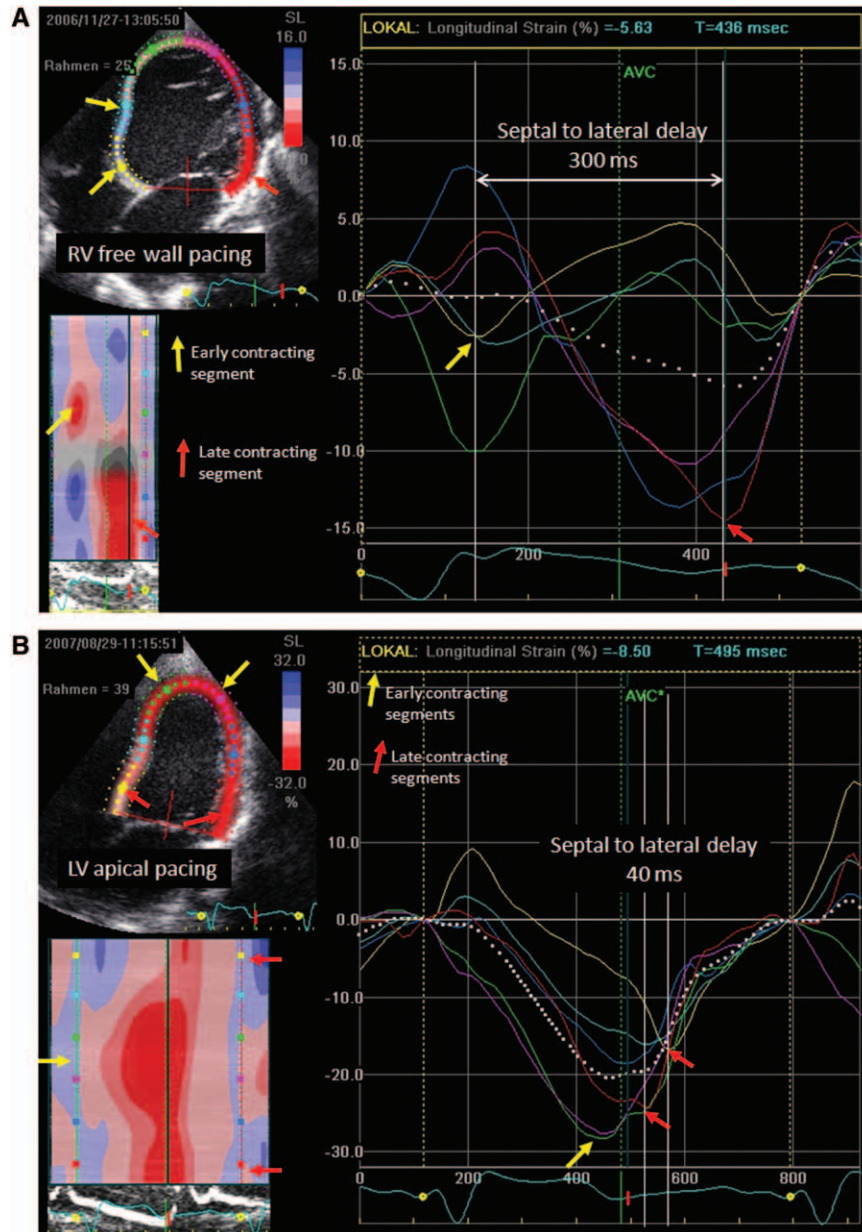 A
2006/11/27-13:05:50
SL
16.0
Rahmen = 25
%
RV free wall pacing
Early contracting
segment
Late contracting
segment
LOKAL: Longitudinal Strain (%) =-5.63 T=436 msec
AVC
Septal to lateral delay
300 ms
15.0
10.0
5.0
0.0
-5.0
-10.0
-15.0
0
200
400
B
2007/08/29-11:15:51
SL
32.0
Rahmen = 39
-32.0
%
LV apical pacing
LOKAL: Longitudinal Strain (%) =-8.50 T=495 msec
Early contracting
segments
AVC*
Late contracting
segments
Septal to lateral delay
40 ms
30.0
20.0
10.0
0.0
-10.0
-20.0
-30.0
0
200
400
600
800